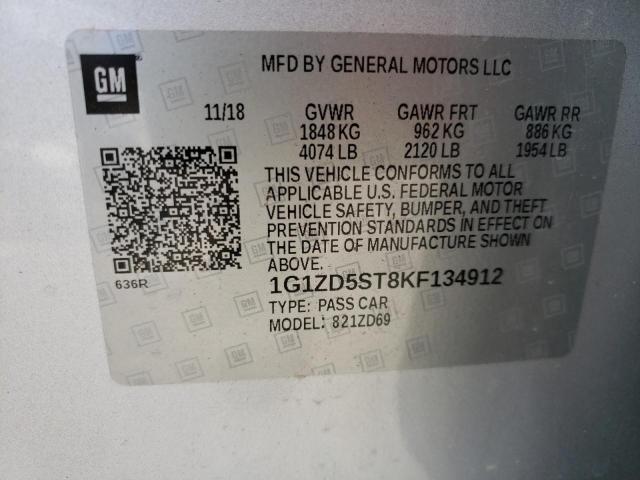 GM
MFD BY GENERAL MOTORS LLC
11/18 GVWR GAWR FRT GAWR RR
1848 KG 962 KG 886 KG
4074 LB 2120 LB 1954 LB
THIS VEHICLE CONFORMS TO ALL
APPLICABLE U.S. FEDERAL MOTOR
VEHICLE SAFETY, BUMPER, AND THEFT
PREVENTION STANDARDS IN EFFECT ON
THE DATE OF MANUFACTURE SHOWN
ABOVE.
636R
1G1ZD5ST8KF134912
TYPE: PASS CAR
MODEL: 821ZD69